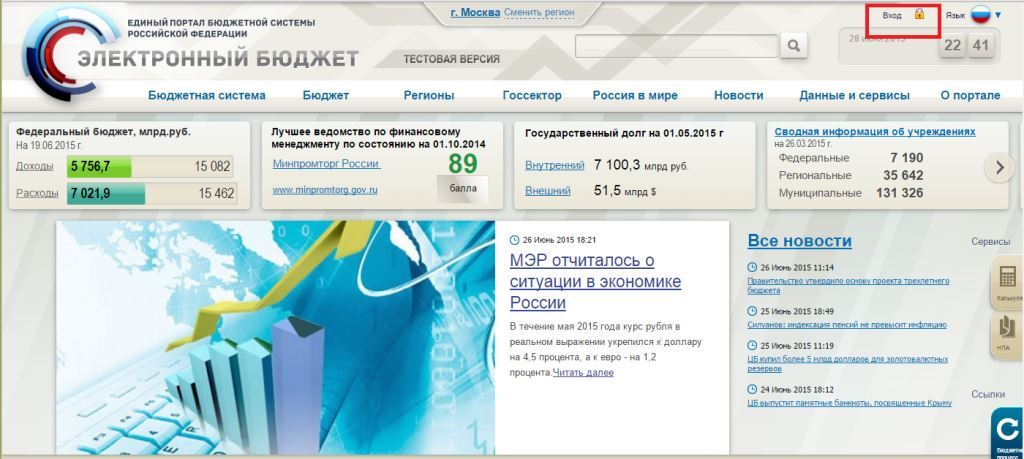 г. Москва Сменить регион
Вход
Язык
ЕДИНЫЙ ПОРТАЛ БЮДЖЕТНОЙ СИСТЕМЫ
РОССИЙСКОЙ ФЕДЕРАЦИИ
ЭЛЕКТРОННЫЙ БЮДЖЕТ
ТЕСТОВАЯ ВЕРСИЯ
28 июня 2015
22 41
Бюджетная система Бюджет Регионы Госсектор Россия в мире Новости Данные и сервисы О портале
Федеральный бюджет, млрд.руб.
На 19.06.2015 г.
Доходы 5 756,7 15 082
Расходы 7 021,9 15 462
Лучшее ведомство по финансовому
менеджменту по состоянию на 01.10.2014
Минпромторг России
89
www.minpromtorg.gov.ru
балла
Государственный долг на 01.05.2015 г
Внутренний 7 100,3 млрд руб.
Внешний 51,5 млрд $
Сводная информация об учреждениях
на 26.03.2015 г.
Федеральные 7 190
Региональные 35 642
Муниципальные 131 326
26 Июнь 2015 18:21
МЭР отчиталось о
ситуации в экономике
России
В течение мая 2015 года курс рубля в
реальном выражении укрепился к доллару
на 4,5 процента, а к евро - на 1,2
процента.Читать далее
Все новости
26 Июнь 2015 11:14
Правительство утвердило основу проекта трехлетнего
бюджета
25 Июнь 2015 18:49
Силуанов: индексация пенсий не превысит инфляцию
25 Июнь 2015 11:19
ЦБ купил более 5 млрд долларов для золотовалютных
резервов
24 Июнь 2015 18:12
ЦБ выпустит памятные банкноты, посвященные Крыму
Сервисы
Калькуля
НПА
Ссылки
Бюджетны
процесс